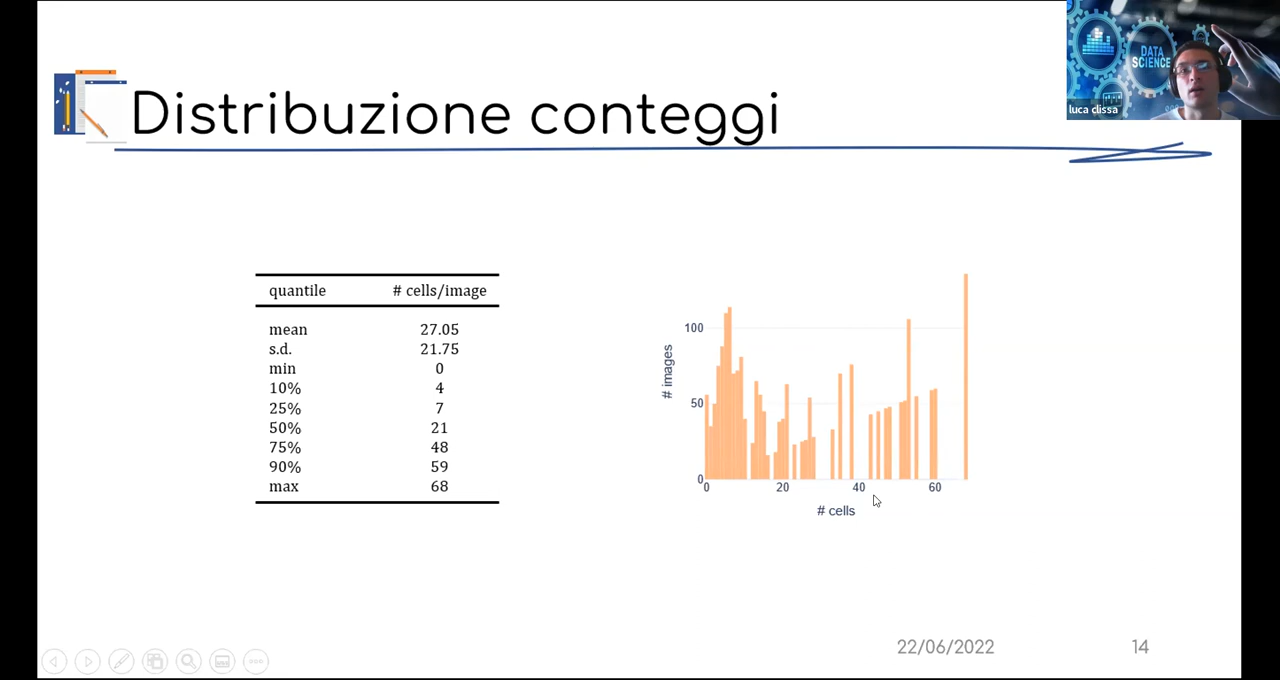 DATA
SCIENCE
luca clissa
Distribuzione conteggi
quantile # cells/image
mean 27.05
s.d. 21.75
min 0
10% 4
25% 7
50% 21
75% 48
90% 59
max 68
# images
100
50
0
0 20 40 60
# cells
22/06/2022 14